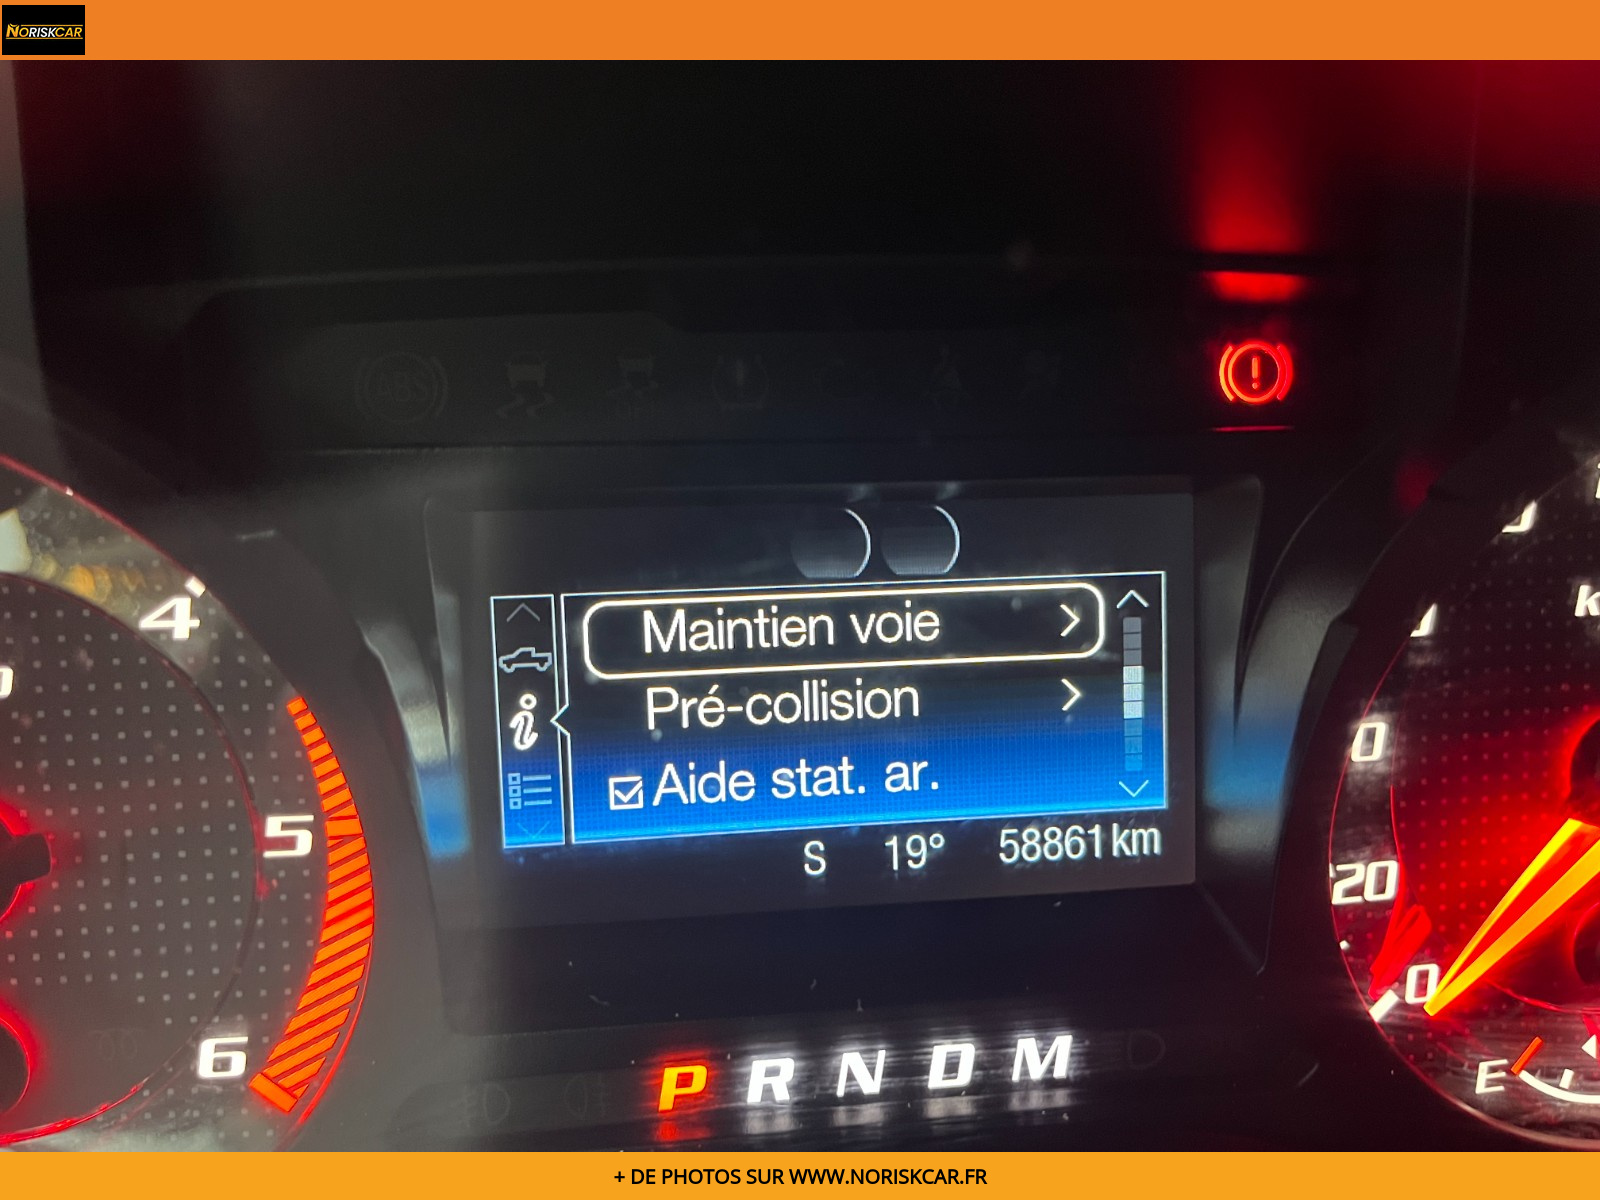 NORISKCAR
ABS
4
5
6
Maintien voie
Pré-collision
Aide stat. ar.
S 19° 58861 km
20
0
E
P R N D M
+ DE PHOTOS SUR WWW.NORISKCAR.FR